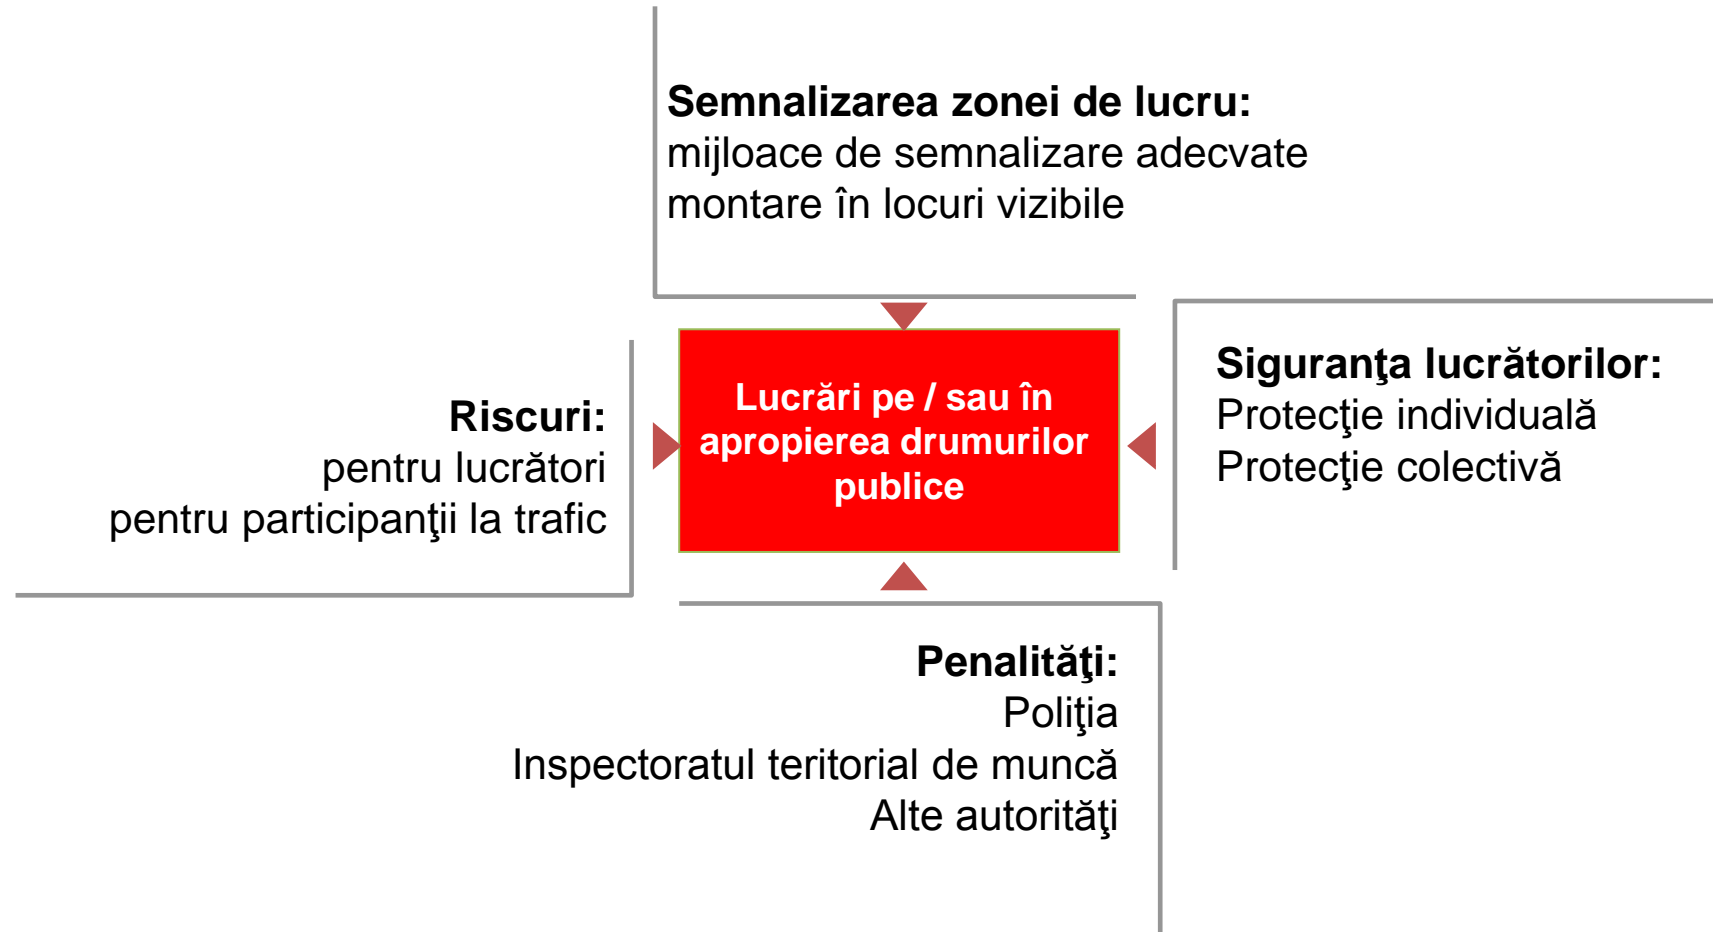 Semnalizarea zonei de lucru:
mijloace de semnalizare adecvate
montare în locuri vizibile
Riscuri:
pentru lucrători
pentru participanţii la trafic
Lucrări pe / sau în
apropierea drumurilor
publice
Siguranţa lucrătorilor:
Protecţie individuală
Protecţie colectivă
Penalităţi:
Poliţia
Inspectoratul teritorial de muncă
Alte autorităţi